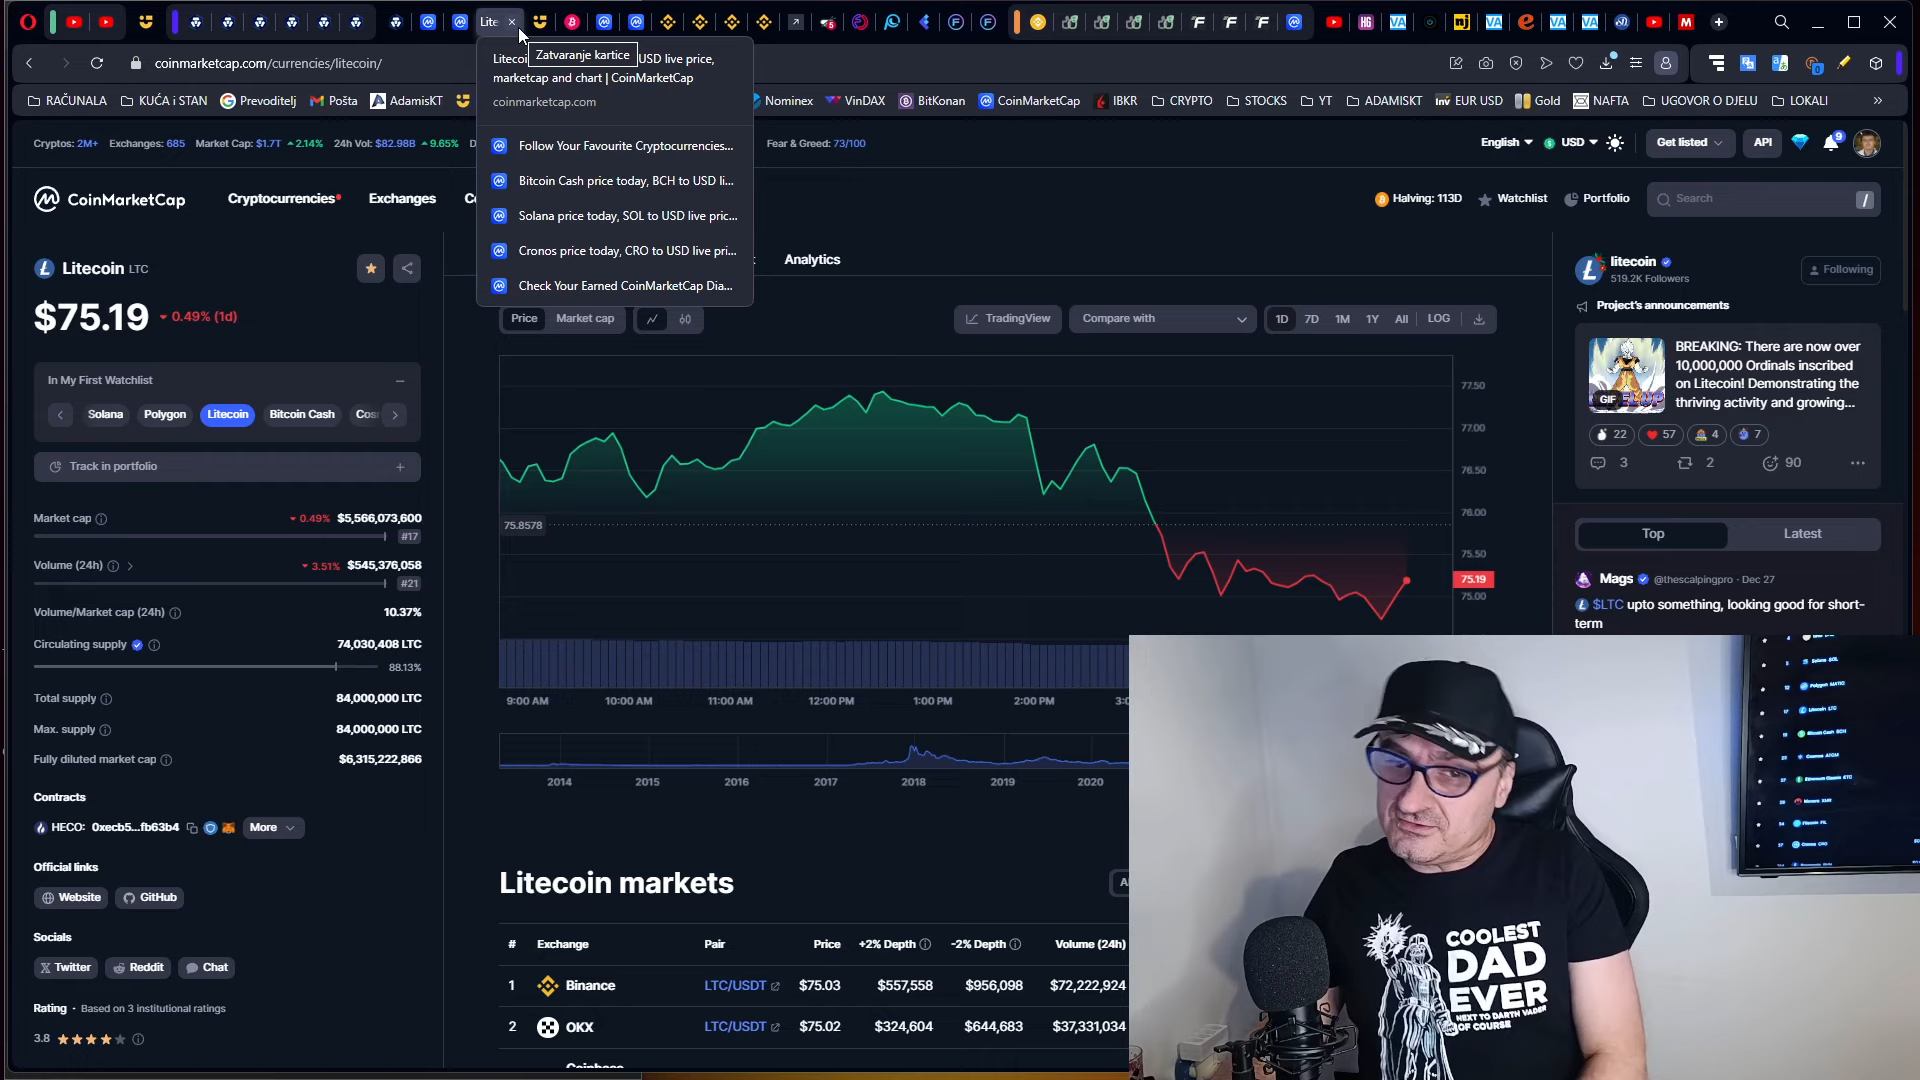 Lite
coinmarketcap.com/currencies/litecoin/
Zatvaranje kartice
Litecoi USD live price,
marketcap and chart | CoinMarketCap
coinmarketcap.com
Follow Your Favourite Cryptocurrencies...
Bitcoin Cash price today, BCH to USD li...
Solana price today, SOL to USD live pric...
Cronos price today, CRO to USD live pri...
Check Your Earned CoinMarketCap Dia...
RAČUNALA KUĆA i STAN Prevoditelj Pošta AdamisKT Nominex VinDAX BitKonan CoinMarketCap IBKR CRYPTO STOCKS YT ADAMISKT EUR USD Gold NAFTA UGOVOR O DJELU LOKALI
Cryptos: 2M+ Exchanges: 685 Market Cap: $1.7T 2.14% 24h Vol: $82.98B 9.65% D Fear & Greed: 73/100
English USD Get listed API 9
CoinMarketCap Cryptocurrencies Exchanges Halving: 113D Watchlist Portfolio Search /
Litecoin LTC
$75.19 0.49% (1d)
In My First Watchlist
Solana Polygon Litecoin Bitcoin Cash Cos
Track in portfolio +
Market cap 0.49% $5,566,073,600
#17
Volume (24h) 3.51% $545,376,058
#21
Volume/Market cap (24h) 10.37%
Circulating supply 74,030,408 LTC
88.13%
Total supply 84,000,000 LTC
Max. supply 84,000,000 LTC
Fully diluted market cap $6,315,222,866
Contracts
HECO: 0xecb5...fb63b4 More
Official links
Website GitHub
Socials
Twitter Reddit Chat
Rating · Based on 3 institutional ratings
3.8
Analytics
Price Market cap TradingView Compare with 1D 7D 1M 1Y All LOG
77.50
77.00
76.50
76.00
75.8578
75.50
75.19
75.00
9:00 AM 10:00 AM 11:00 AM 12:00 PM 1:00 PM 2:00 PM 3:0
2014 2015 2016 2017 2018 2019 2020
Litecoin markets
# Exchange Pair Price +2% Depth -2% Depth Volume (24h)
1 Binance LTC/USDT $75.03 $557,558 $956,098 $72,222,924
2 OKX LTC/USDT $75.02 $324,604 $644,683 $37,331,034
litecoin
519.2K Followers
Following
Project's announcements
BREAKING: There are now over
10,000,000 Ordinals inscribed
on Litecoin! Demonstrating the
thriving activity and growing...
GIF
22 57 4 7
3 2 90
Top Latest
Mags @thescalpingpro · Dec 27
$LTC upto something, looking good for short-
term
COOLEST
DAD
EVER
NEXT TO DARTH VADER
OF COURSE